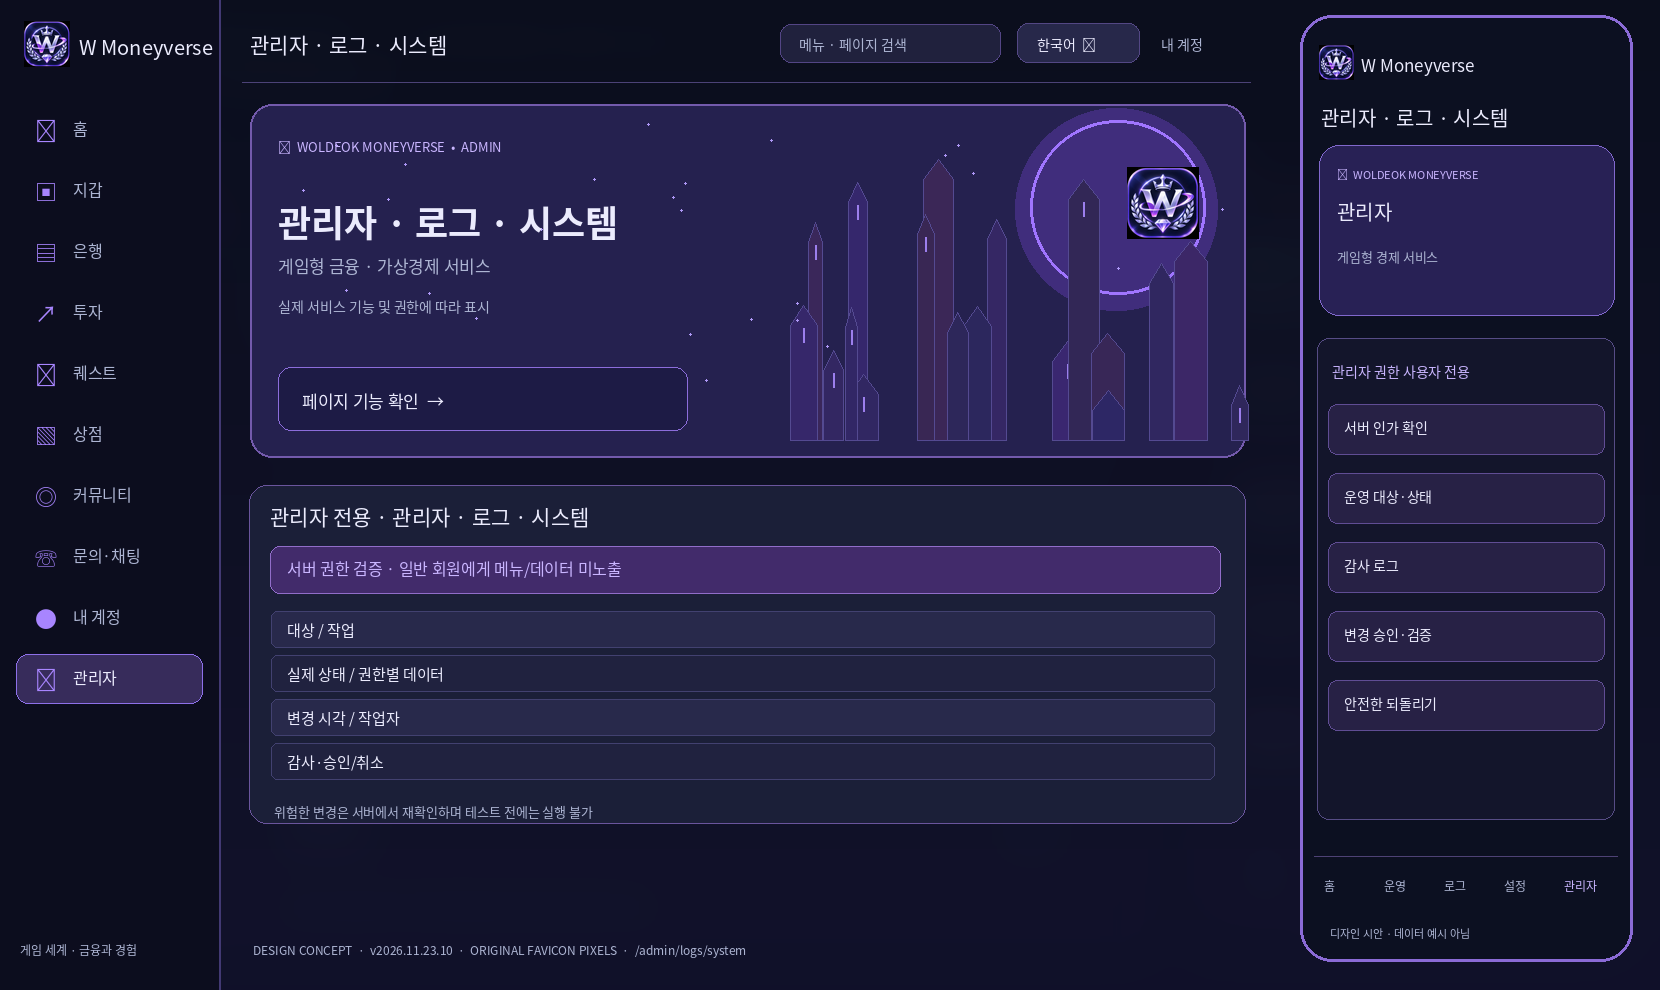 W Moneyverse
홈
지갑
은행
투자
퀘스트
상점
커뮤니티
문의·채팅
내 계정
관리자
게임 세계 · 금융과 경험
관리자 · 로그 · 시스템
메뉴 · 페이지 검색
한국어
내 계정
WOLDEOK MONEYVERSE • ADMIN
관리자 · 로그 · 시스템
게임형 금융 · 가상경제 서비스
실제 서비스 기능 및 권한에 따라 표시
페이지 기능 확인 →
관리자 전용 · 관리자 · 로그 · 시스템
서버 권한 검증 · 일반 회원에게 메뉴/데이터 미노출
대상 / 작업
실제 상태 / 권한별 데이터
변경 시각 / 작업자
감사·승인/취소
위험한 변경은 서버에서 재확인하며 테스트 전에는 실행 불가
DESIGN CONCEPT · v2026.11.23.10 · ORIGINAL FAVICON PIXELS · /admin/logs/system
W Moneyverse
관리자 · 로그 · 시스템
WOLDEOK MONEYVERSE
관리자
게임형 경제 서비스
관리자 권한 사용자 전용
서버 인가 확인
운영 대상·상태
감사 로그
변경 승인·검증
안전한 되돌리기
홈 운영 로그 설정 관리자
디자인 시안 · 데이터 예시 아님